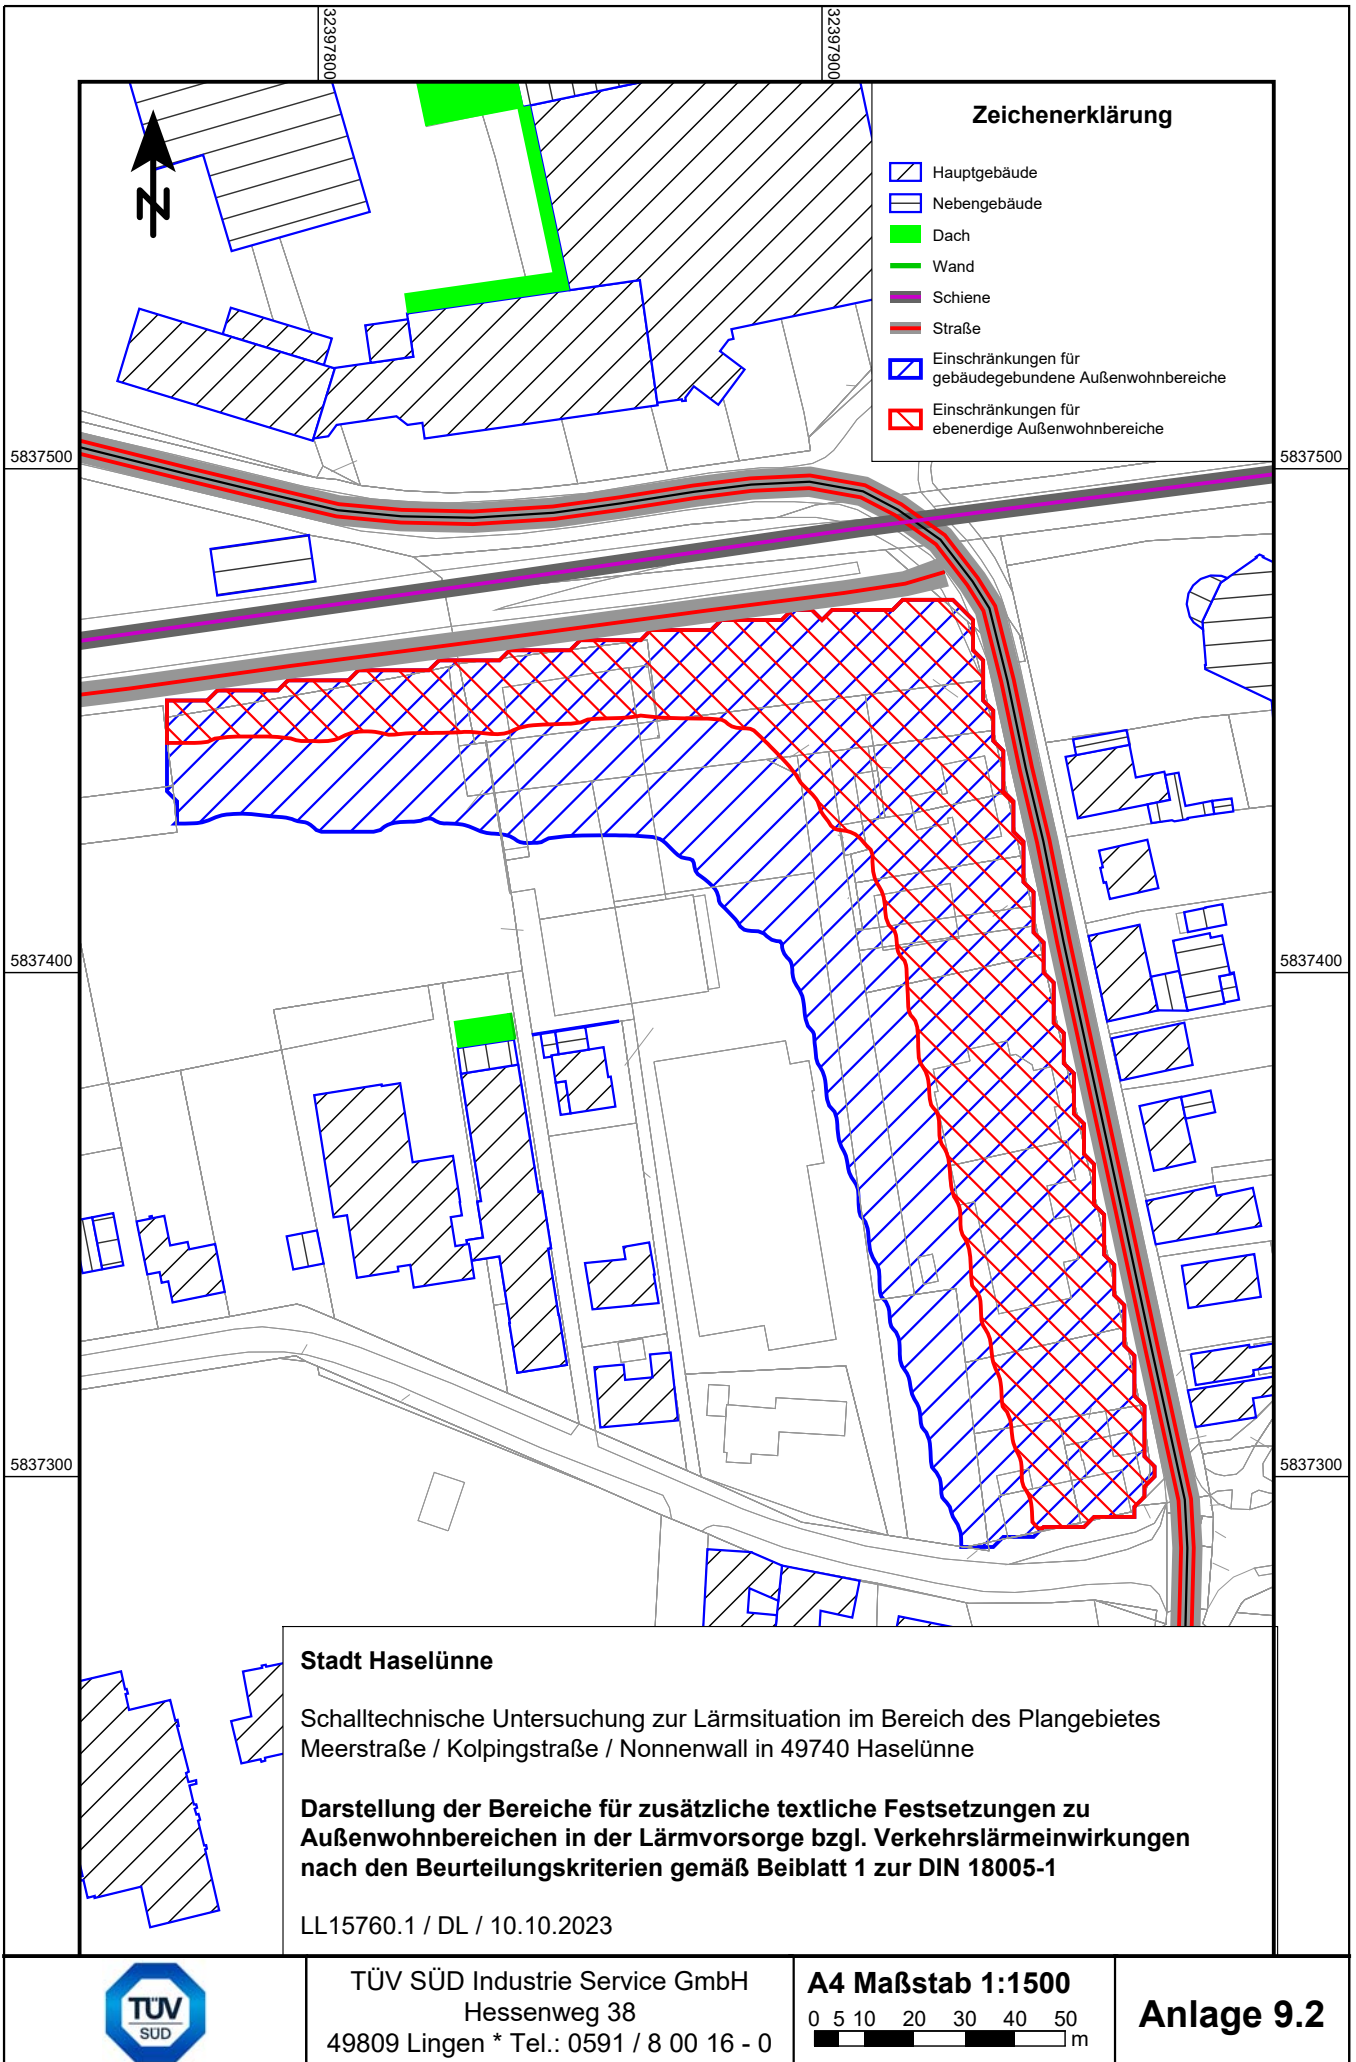 32397800
32397900
Zeichenerklärung
Hauptgebäude
Nebengebäude
Dach
Wand
Schiene
Straße
Einschränkungen für
gebäudegebundene Außenwohnbereiche
Einschränkungen für
ebenerdige Außenwohnbereiche
N
5837500
5837500
5837400
5837400
5837300
5837300
Stadt Haselünne
Schalltechnische Untersuchung zur Lärmsituation im Bereich des Plangebietes
Meerstraße / Kolpingstraße / Nonnenwall in 49740 Haselünne
Darstellung der Bereiche für zusätzliche textliche Festsetzungen zu
Außenwohnbereichen in der Lärmvorsorge bzgl. Verkehrslärmeinwirkungen
nach den Beurteilungskriterien gemäß Beiblatt 1 zur DIN 18005-1
LL15760.1 / DL / 10.10.2023
TÜV
SÜD
TÜV SÜD Industrie Service GmbH
Hessenweg 38
49809 Lingen * Tel.: 0591 / 8 00 16 - 0
A4 Maßstab 1:1500
0 5 10 20 30 40 50
m
Anlage 9.2